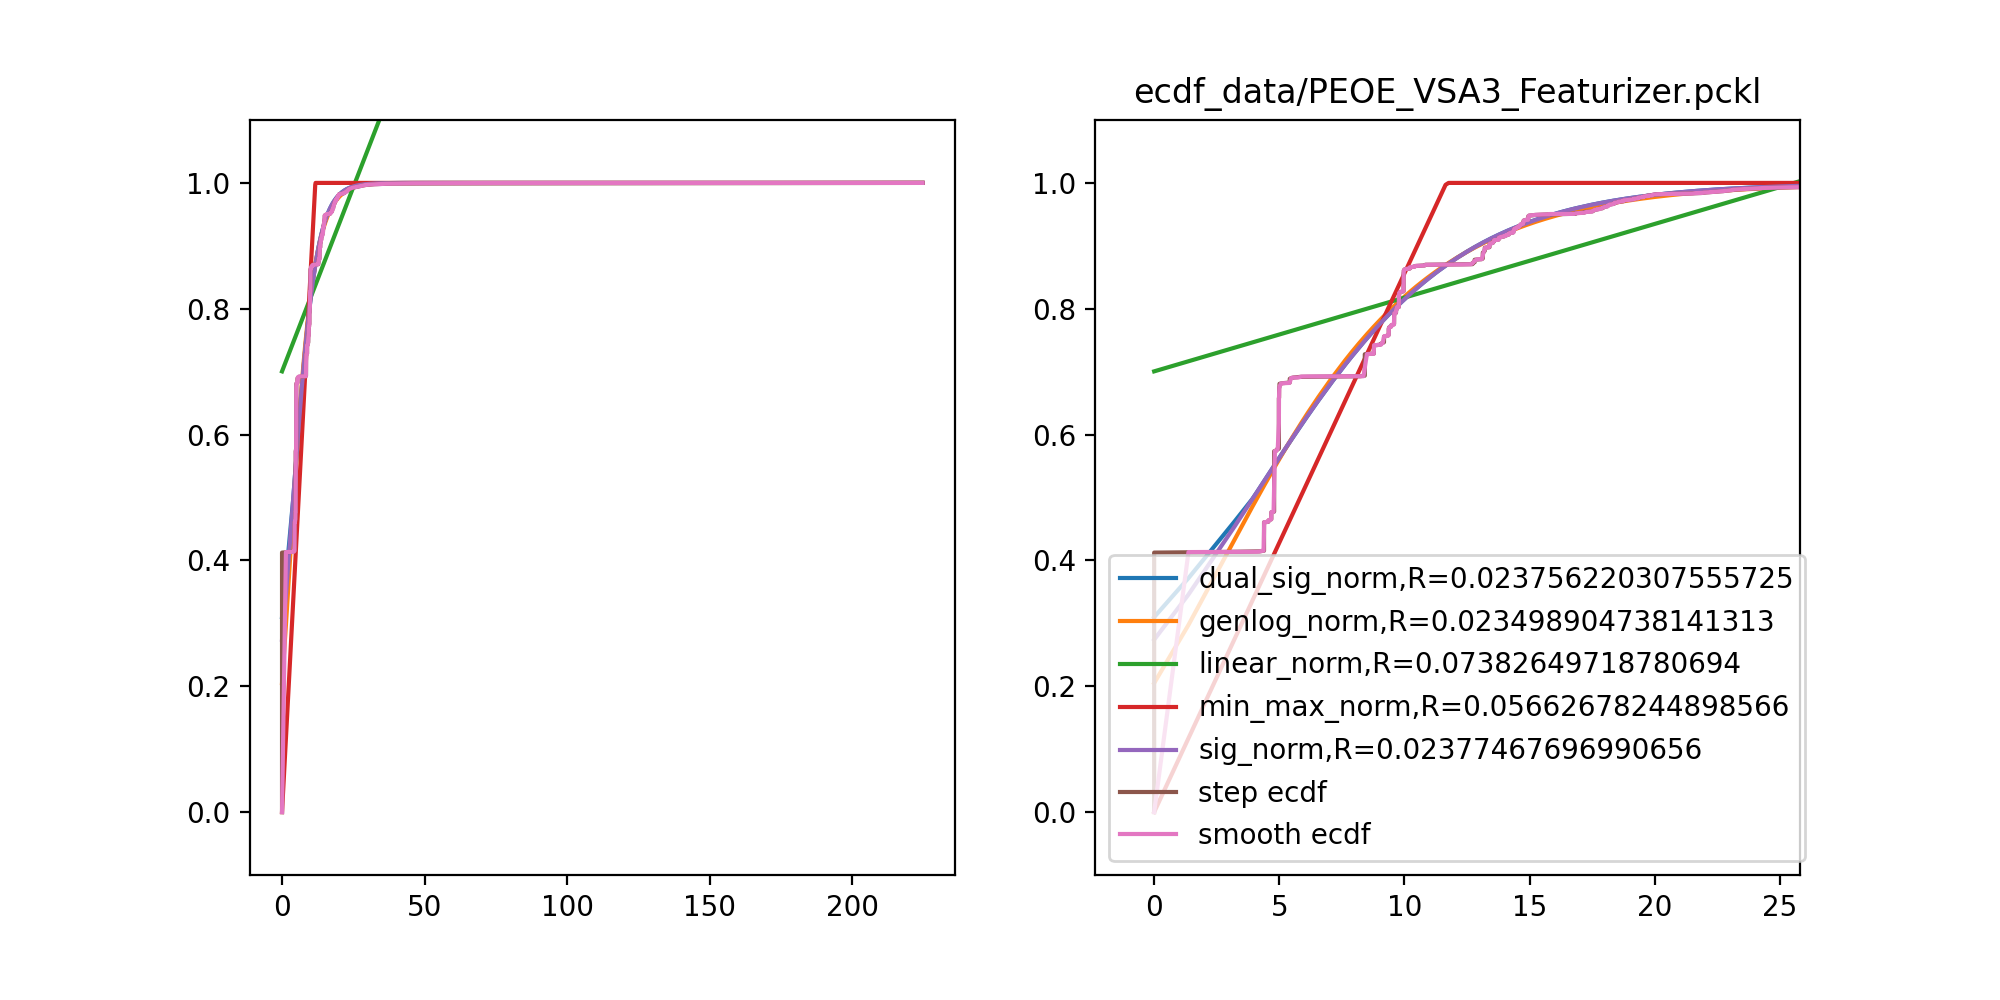 ecdf_data/PEOE_VSA3_Featurizer.pckl
1.0
0.8
0.6
0.4
0.2
0.0
0 50 100 150 200
1.0
0.8
0.6
0.4
0.2
0.0
dual_sig_norm,R=0.023756220307555725
genlog_norm,R=0.023498904738141313
linear_norm,R=0.07382649718780694
min_max_norm,R=0.05662678244898566
sig_norm,R=0.02377467696990656
step ecdf
smooth ecdf
0 5 10 15 20 25